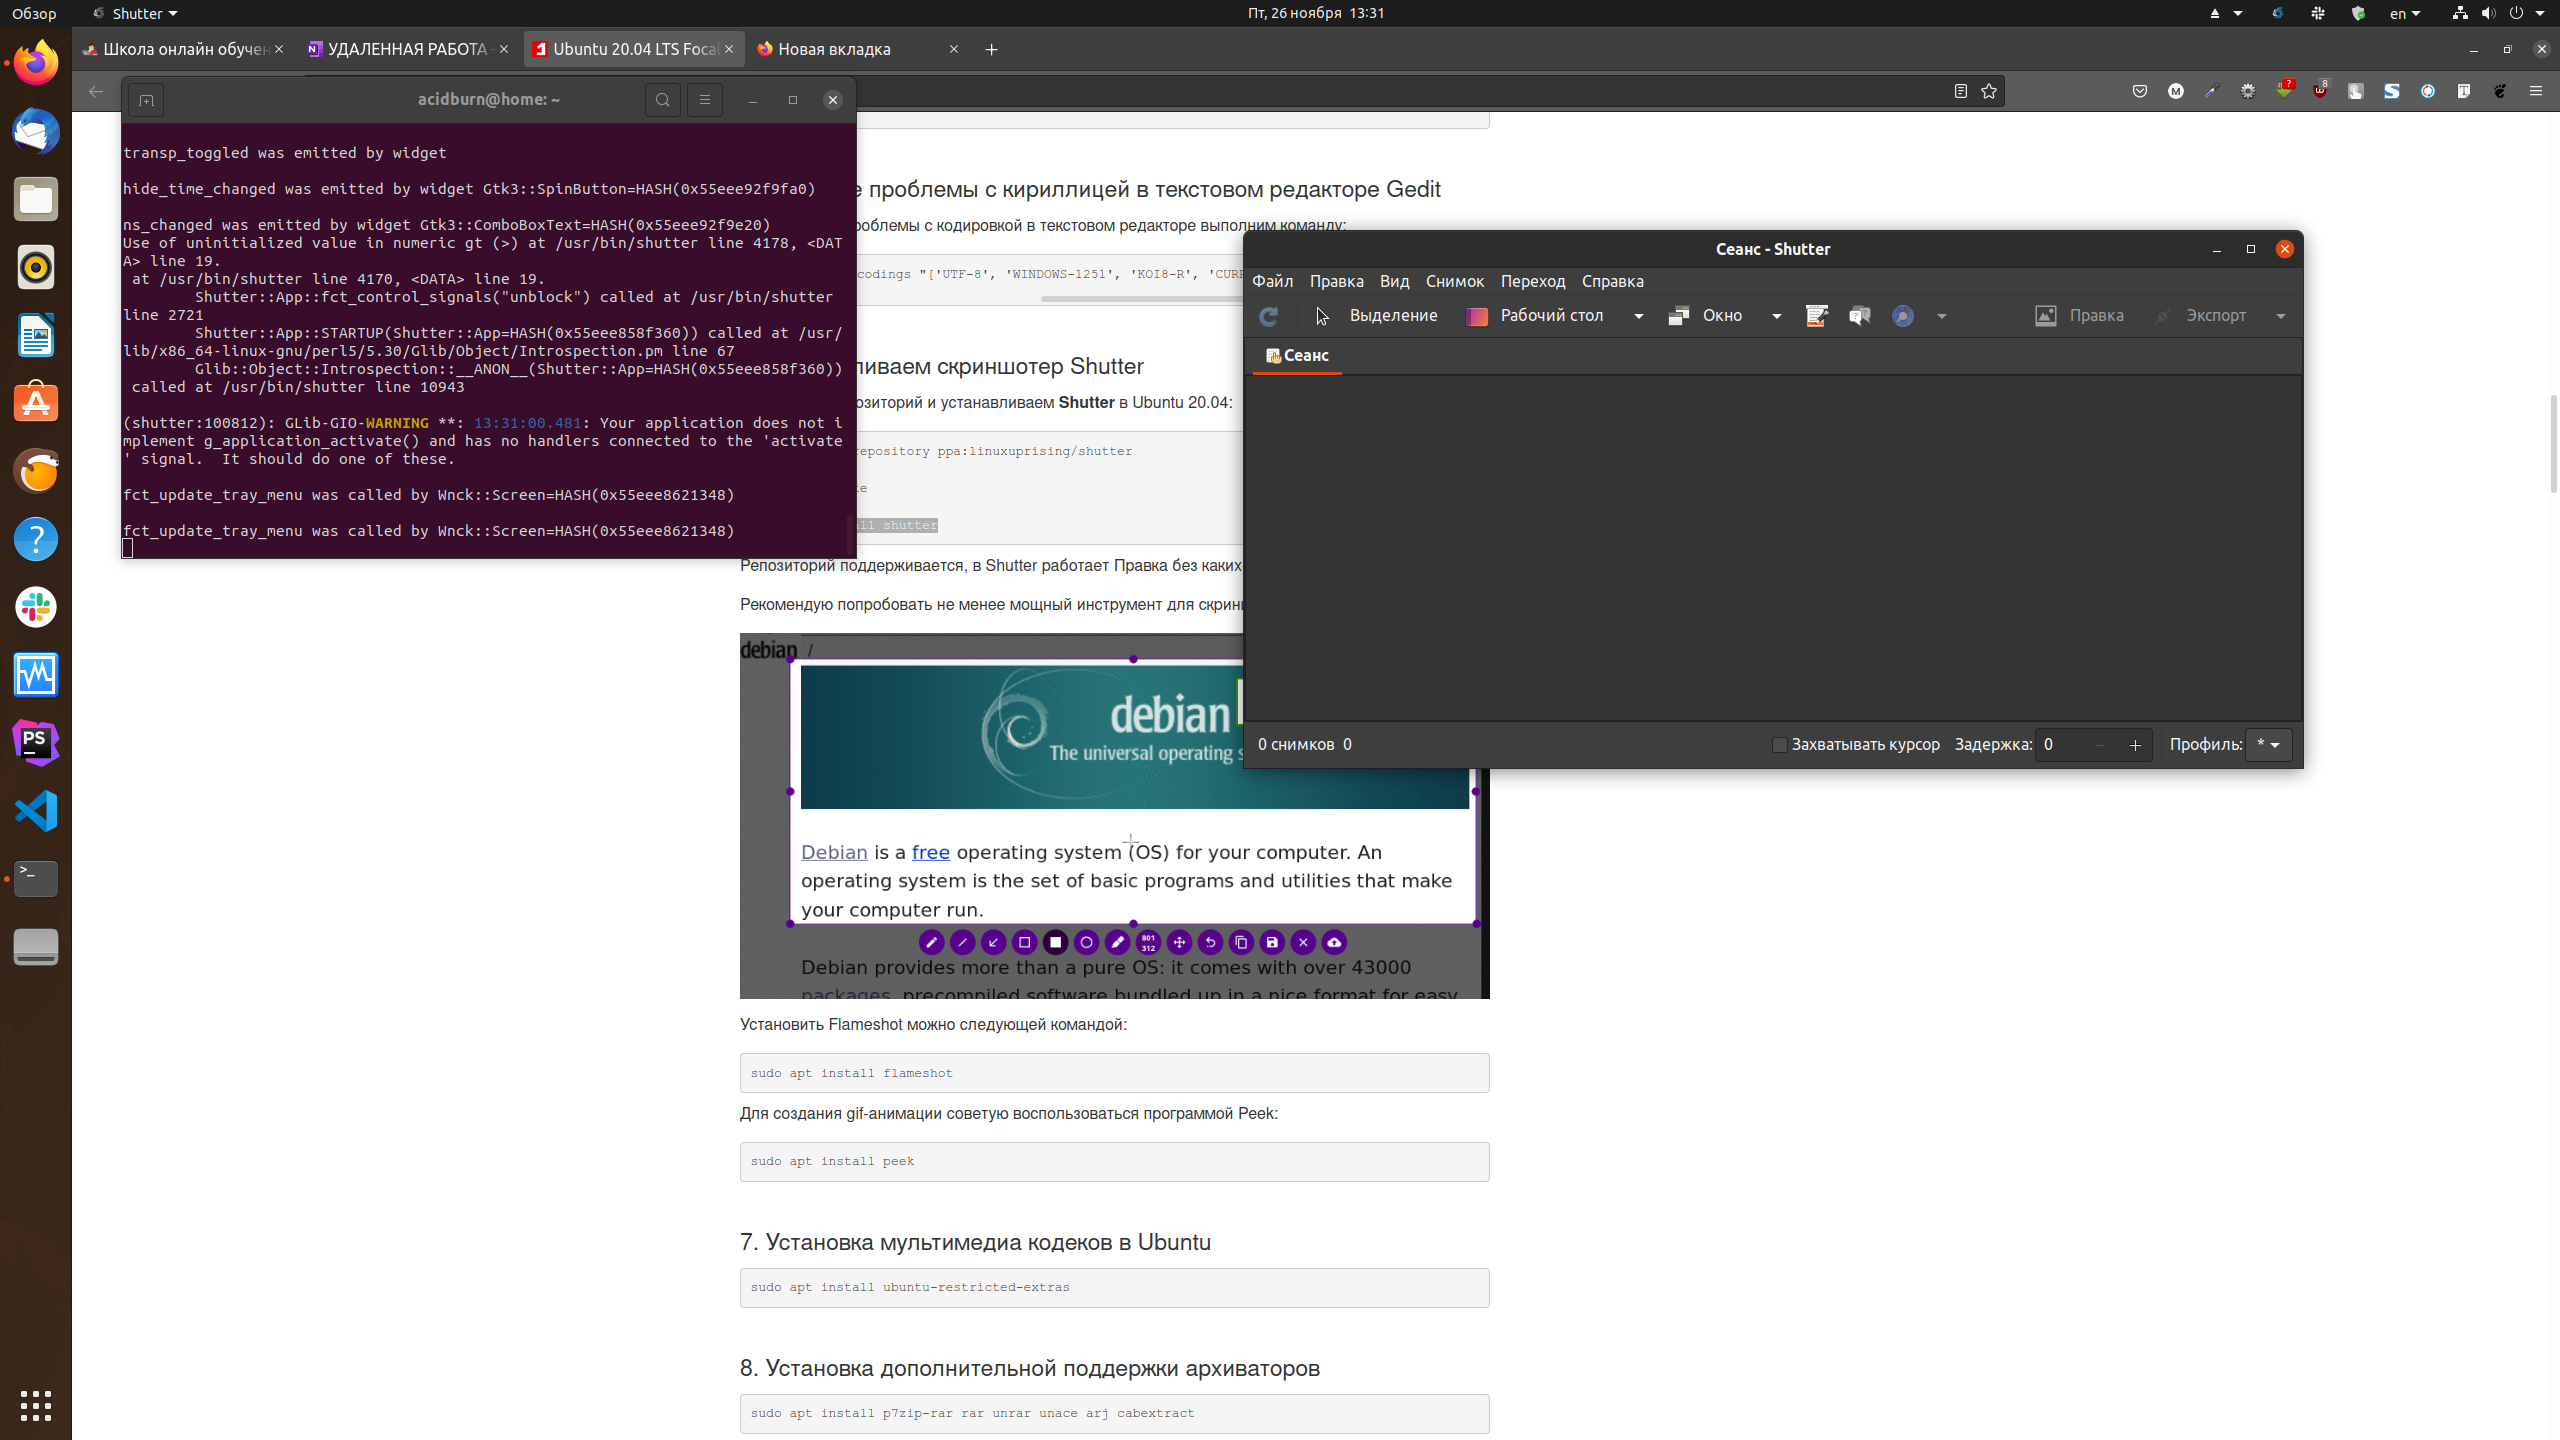 Обзор
Shutter
Пт, 26 ноября 13:31
en
Школа онлайн обучен
УДАЛЕННАЯ РАБОТА -
Ubuntu 20.04 LTS Focal
Новая вкладка
acidburn@home: ~
transp_toggled was emitted by widget
hide_time_changed was emitted by widget Gtk3::SpinButton=HASH(0x55eee92f9fa0)
ns_changed was emitted by widget Gtk3::ComboBoxText=HASH(0x55eee92f9e20)
Use of uninitialized value in numeric gt (>) at /usr/bin/shutter line 4178, <DAT
A> line 19.
at /usr/bin/shutter line 4170, <DATA> line 19.
Shutter::App::fct_control_signals("unblock") called at /usr/bin/shutter
line 2721
Shutter::App::STARTUP(Shutter::App=HASH(0x55eee858f360)) called at /usr/
lib/x86_64-linux-gnu/perl5/5.30/Glib/Object/Introspection.pm line 67
Glib::Object::Introspection::__ANON__(Shutter::App=HASH(0x55eee858f360))
called at /usr/bin/shutter line 10943
(shutter:100812): GLib-GIO-WARNING **: 13:31:00.481: Your application does not i
mplement g_application_activate() and has no handlers connected to the 'activate
' signal.  It should do one of these.
fct_update_tray_menu was called by Wnck::Screen=HASH(0x55eee8621348)
fct_update_tray_menu was called by Wnck::Screen=HASH(0x55eee8621348)
е проблемы с кириллицей в текстовом редакторе Gedit
роблемы с кодировкой в текстовом редакторе выполним команду:
codings "['UTF-8', 'WINDOWS-1251', 'KOI8-R', 'CURR
ливаем скриншотер Shutter
озиторий и устанавливаем Shutter в Ubuntu 20.04:
repository ppa:linuxuprising/shutter
te
all shutter
Репозиторий поддерживается, в Shutter работает Правка без каких
Рекомендую попробовать не менее мощный инструмент для скрин
Сеанс - Shutter
Файл Правка Вид Снимок Переход Справка
Выделение Рабочий стол Окно Правка Экспорт
Сеанс
0 снимков 0
Захватывать курсор Задержка: 0 − + Профиль: *
debian /
debian
The universal operating s
Debian is a free operating system (OS) for your computer. An
operating system is the set of basic programs and utilities that make
your computer run.
801
312
Debian provides more than a pure OS: it comes with over 43000
packages, precompiled software bundled up in a nice format for easy
Установить Flameshot можно следующей командой:
sudo apt install flameshot
Для создания gif-анимации советую воспользоваться программой Peek:
sudo apt install peek
7. Установка мультимедиа кодеков в Ubuntu
sudo apt install ubuntu-restricted-extras
8. Установка дополнительной поддержки архиваторов
sudo apt install p7zip-rar rar unrar unace arj cabextract
PS